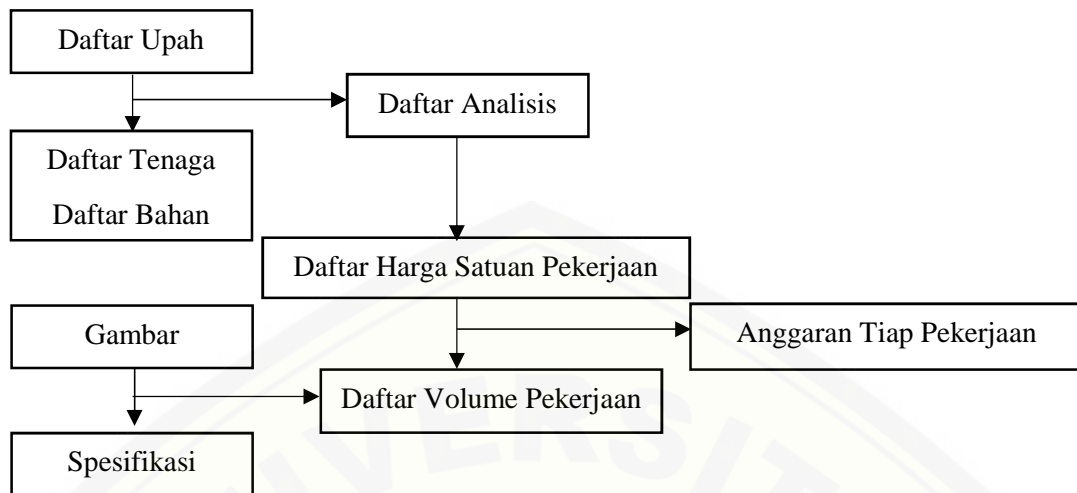 Daftar Upah
Daftar Analisis
Daftar Tenaga
Daftar Bahan
Daftar Harga Satuan Pekerjaan
Gambar
Anggaran Tiap Pekerjaan
Daftar Volume Pekerjaan
Spesifikasi